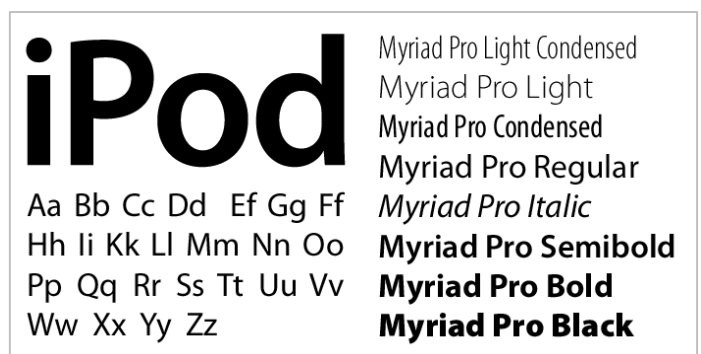 iPod
Aa Bb Cc Dd Ef Gg Ff
Hh Ii Kk Ll Mm Nn Oo
Pp Qq Rr Ss Tt Uu Vv
Ww Xx Yy Zz
Myriad Pro Light Condensed
Myriad Pro Light
Myriad Pro Condensed
Myriad Pro Regular
Myriad Pro Italic
Myriad Pro Semibold
Myriad Pro Bold
Myriad Pro Black